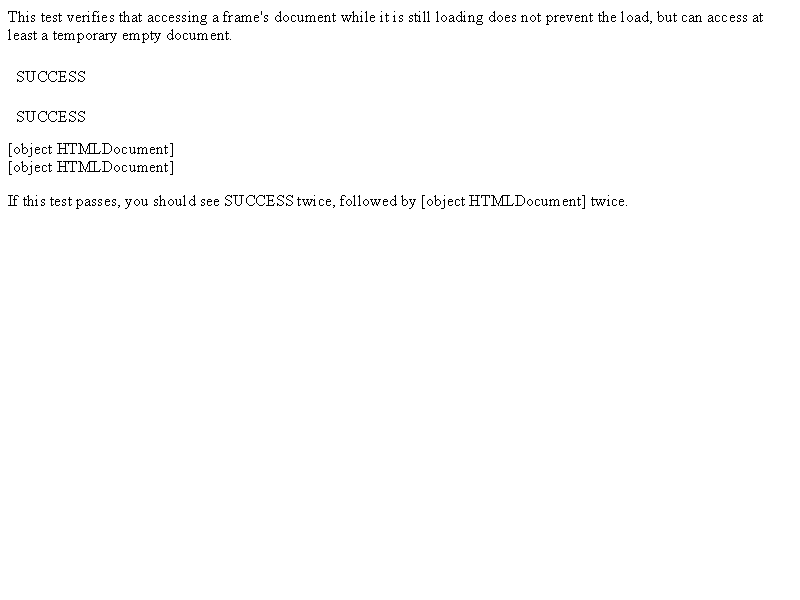 This test verifies that accessing a frame's document while it is still loading does not prevent the load, but can access at
least a temporary empty document.
SUCCESS
SUCCESS
[object HTMLDocument]
[object HTMLDocument]
If this test passes, you should see SUCCESS twice, followed by [object HTMLDocument] twice.